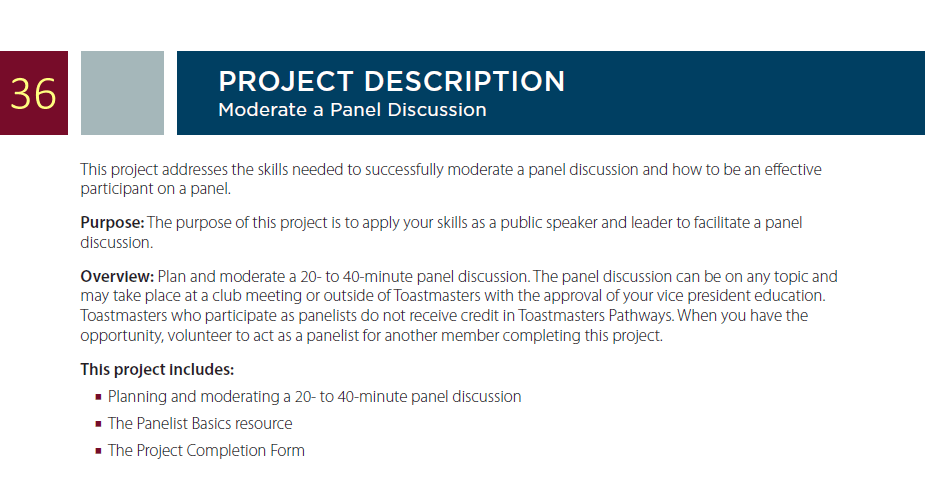 36
PROJECT DESCRIPTION
Moderate a Panel Discussion
This project addresses the skills needed to successfully moderate a panel discussion and how to be an effective
participant on a panel.
Purpose: The purpose of this project is to apply your skills as a public speaker and leader to facilitate a panel
discussion.
Overview: Plan and moderate a 20- to 40-minute panel discussion. The panel discussion can be on any topic and
may take place at a club meeting or outside of Toastmasters with the approval of your vice president education.
Toastmasters who participate as panelists do not receive credit in Toastmasters Pathways. When you have the
opportunity, volunteer to act as a panelist for another member completing this project.
This project includes:
▪ Planning and moderating a 20- to 40-minute panel discussion
▪ The Panelist Basics resource
▪ The Project Completion Form